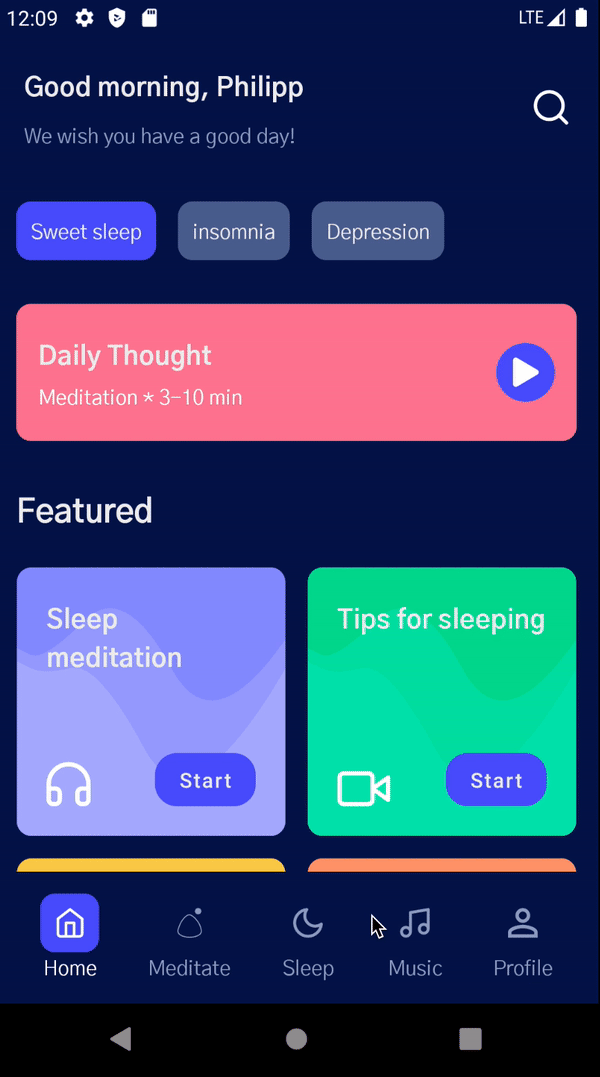 12:09
LTE
Good morning, Philipp
We wish you have a good day!
Sweet sleep
insomnia
Depression
Daily Thought
Meditation * 3-10 min
Featured
Sleep
meditation
Start
Tips for sleeping
Start
Home
Meditate
Sleep
Music
Profile